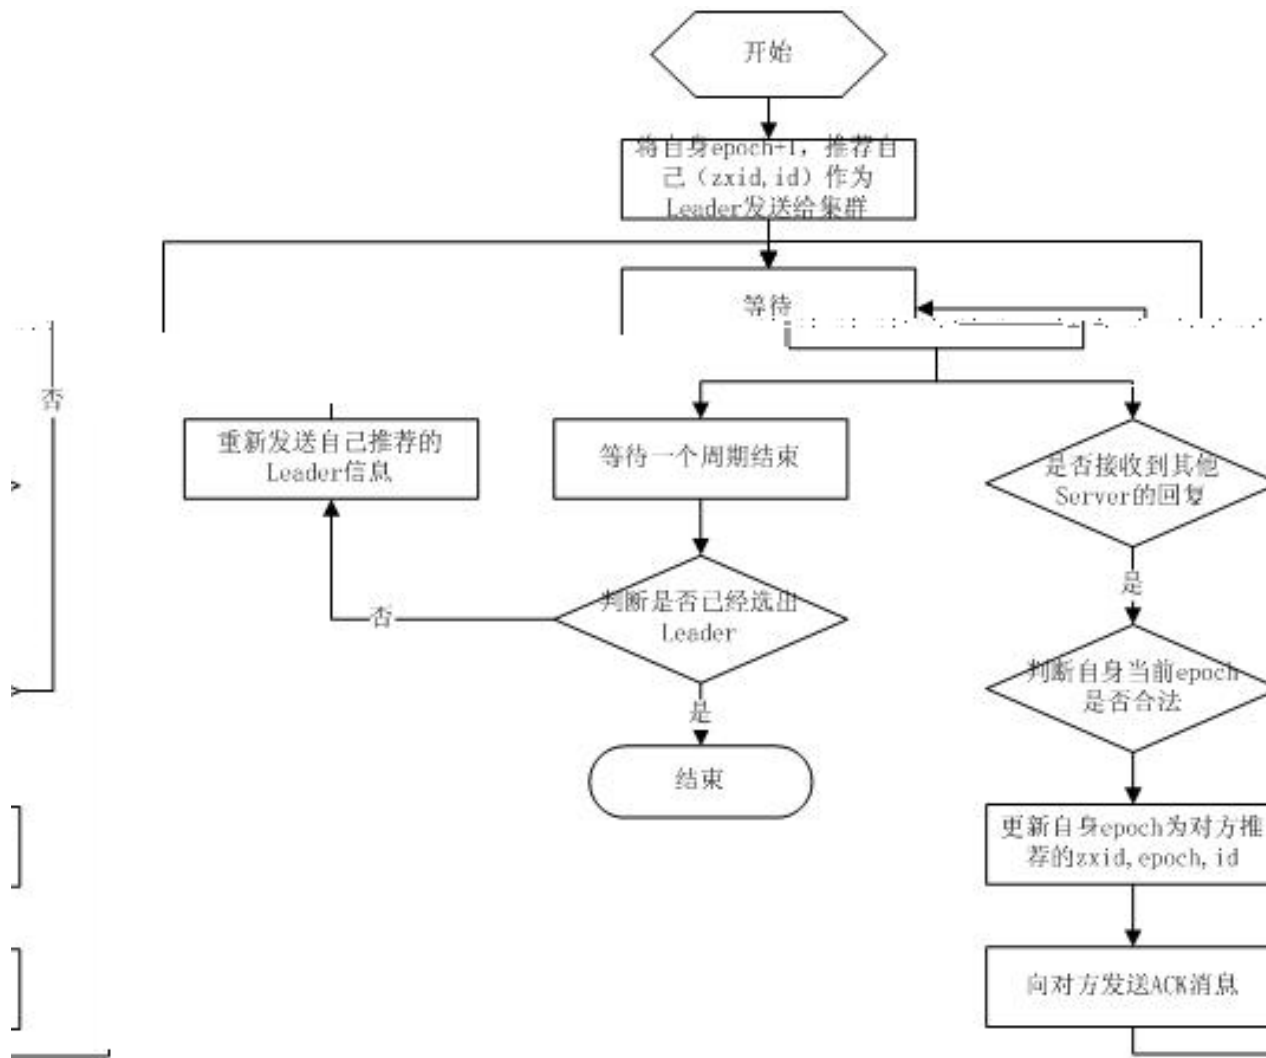 开始
将自身epoch+1，推荐自
己（zxid,id）作为
Leader发送给集群
等待
否
重新发送自己推荐的
Leader信息
等待一个周期结束
是否接收到其他
Server的回复
是
判断是否已经选出
Leader
否
判断自身当前epoch
是否合法
是
结束
更新自身epoch为对方推
荐的zxid,epoch,id
向对方发送ACK消息